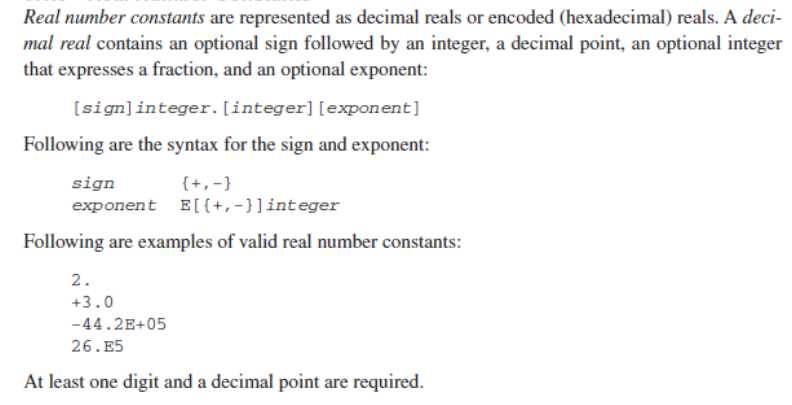 Real number constants are represented as decimal reals or encoded (hexadecimal) reals. A deci-
mal real contains an optional sign followed by an integer, a decimal point, an optional integer
that expresses a fraction, and an optional exponent:
[sign]integer.[integer][exponent]
Following are the syntax for the sign and exponent:
sign {+,-}
exponent E[{+,-}]integer
Following are examples of valid real number constants:
2.
+3.0
-44.2E+05
26.E5
At least one digit and a decimal point are required.